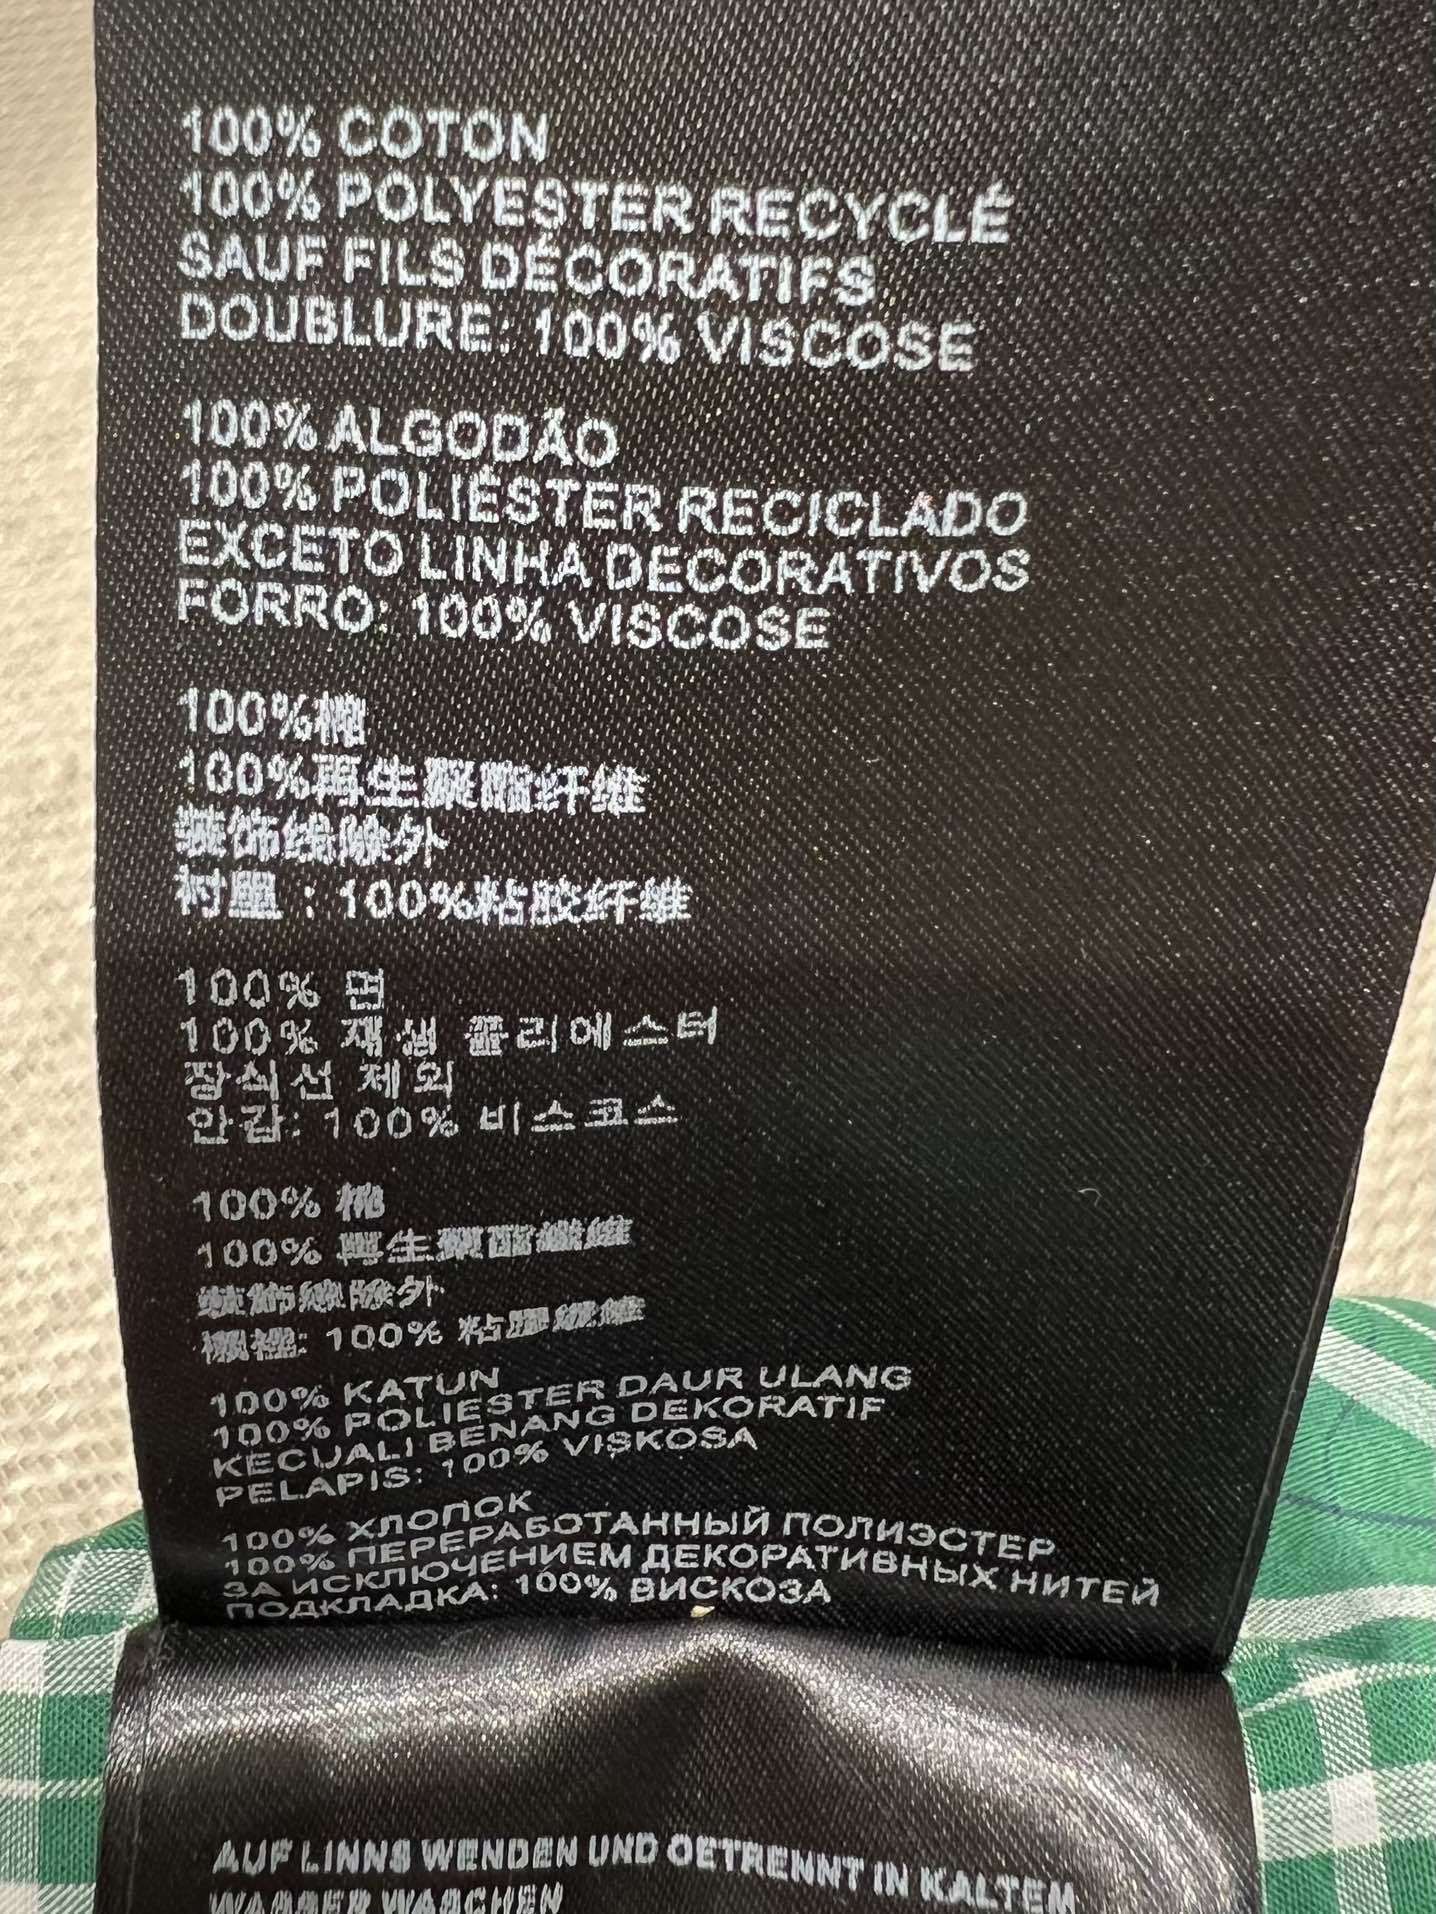 100% COTON
100% POLYESTER RECYCLÉ
SAUF FILS DÉCORATIFS
DOUBLURE: 100% VISCOSE
100% ALGODÃO
100% POLIÉSTER RECICLADO
EXCETO LINHA DECORATIVOS
FORRO: 100% VISCOSE
100%棉
100%再生聚酯纤维
装饰线除外
衬里：100%粘胶纤维
100% 면
100% 재생 폴리에스터
장식선 제외
안감: 100% 비스코스
100% 棉
100% 再生聚酯纖維
裝飾線除外
襯裡: 100% 粘膠纖維
100% KATUN
100% POLIESTER DAUR ULANG
KECUALI BENANG DEKORATIF
PELAPIS: 100% VISKOSA
100% ХЛОПОК
100% ПЕРЕРАБОТАННЫЙ ПОЛИЭСТЕР
ЗА ИСКЛЮЧЕНИЕМ ДЕКОРАТИВНЫХ НИТЕЙ
ПОДКЛАДКА: 100% ВИСКОЗА
AUF LINNS WENDEN UND GETRENNT IN KALTEM
WASSER WASCHEN